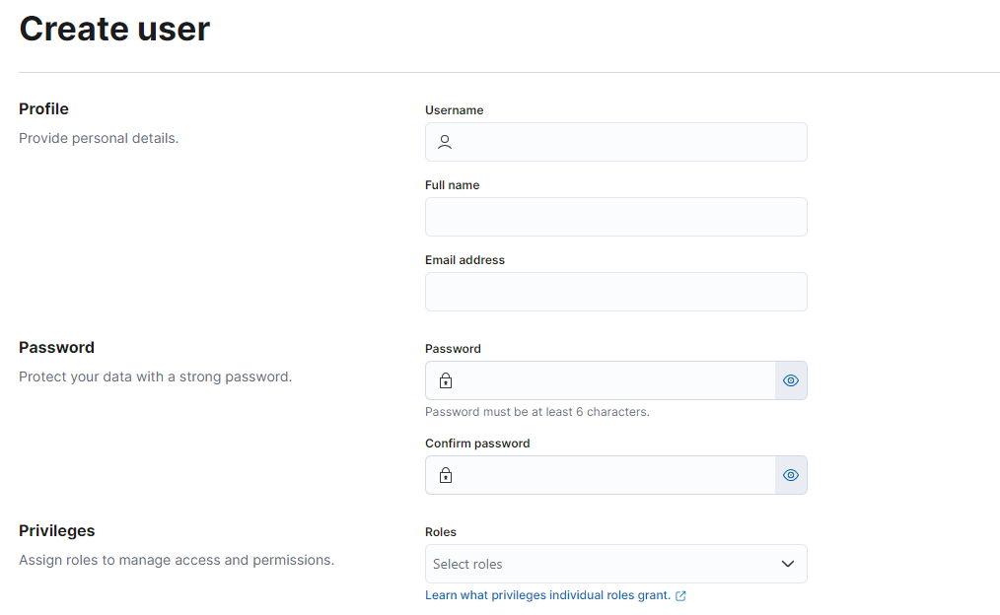 Create user
Profile
Provide personal details.
Username
Full name
Email address
Password
Protect your data with a strong password.
Password
Password must be at least 6 characters.
Confirm password
Privileges
Assign roles to manage access and permissions.
Roles
Select roles
Learn what privileges individual roles grant.